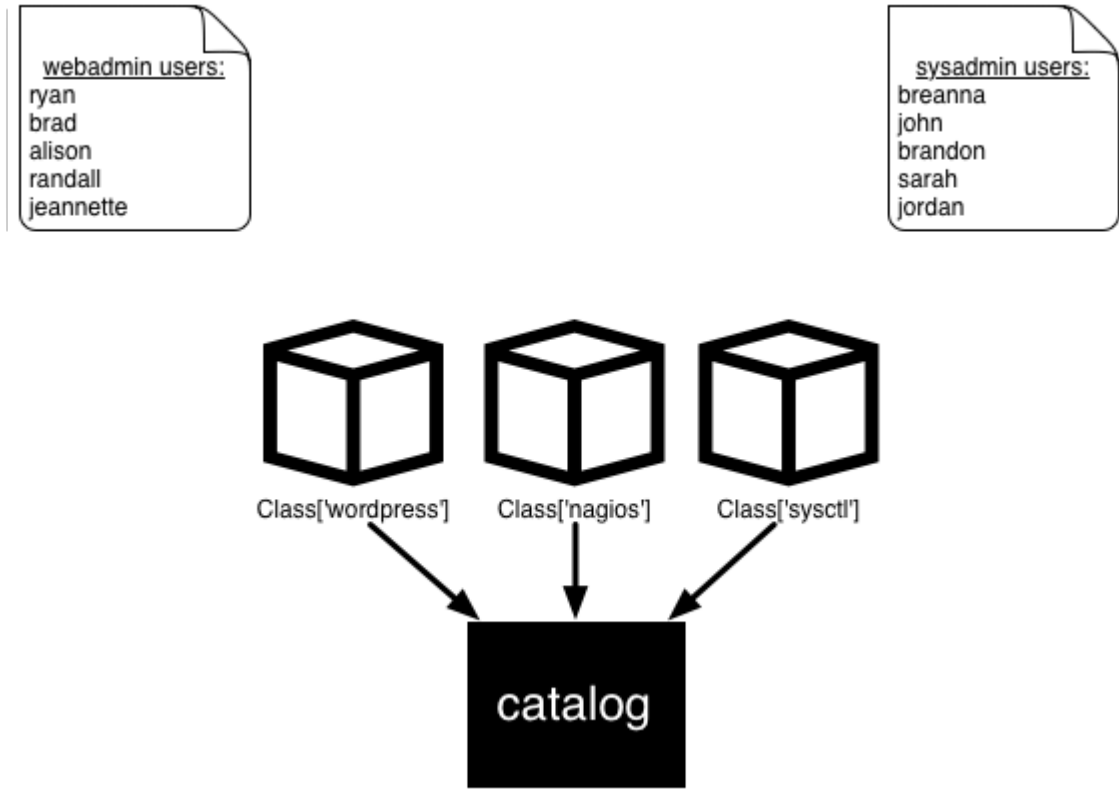 webadmin users:
ryan
brad
alison
randall
jeannette
sysadmin users:
breanna
john
brandon
sarah
jordan
Class['wordpress']
Class['nagios']
Class['sysctl']
catalog